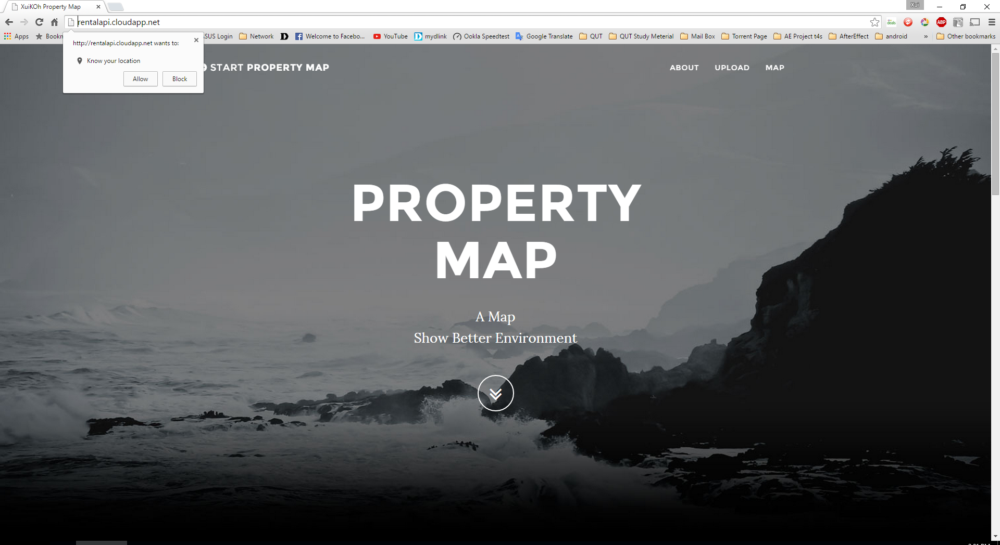 XuiKOh Property Map
Xui
rentalapi.cloudapp.net
deals
ABP
Apps
SUS Login
Network
Welcome to Facebo...
YouTube
mydlink
Ookla Speedtest
Google Translate
QUT
QUT Study Meterial
Mail Box
Torrent Page
AE Project t4s
AfterEffect
android
»
Other bookmarks
http://rentalapi.cloudapp.net wants to:
Know your location
Allow
Block
START PROPERTY MAP
ABOUT
UPLOAD
MAP
PROPERTY
MAP
A Map
Show Better Environment